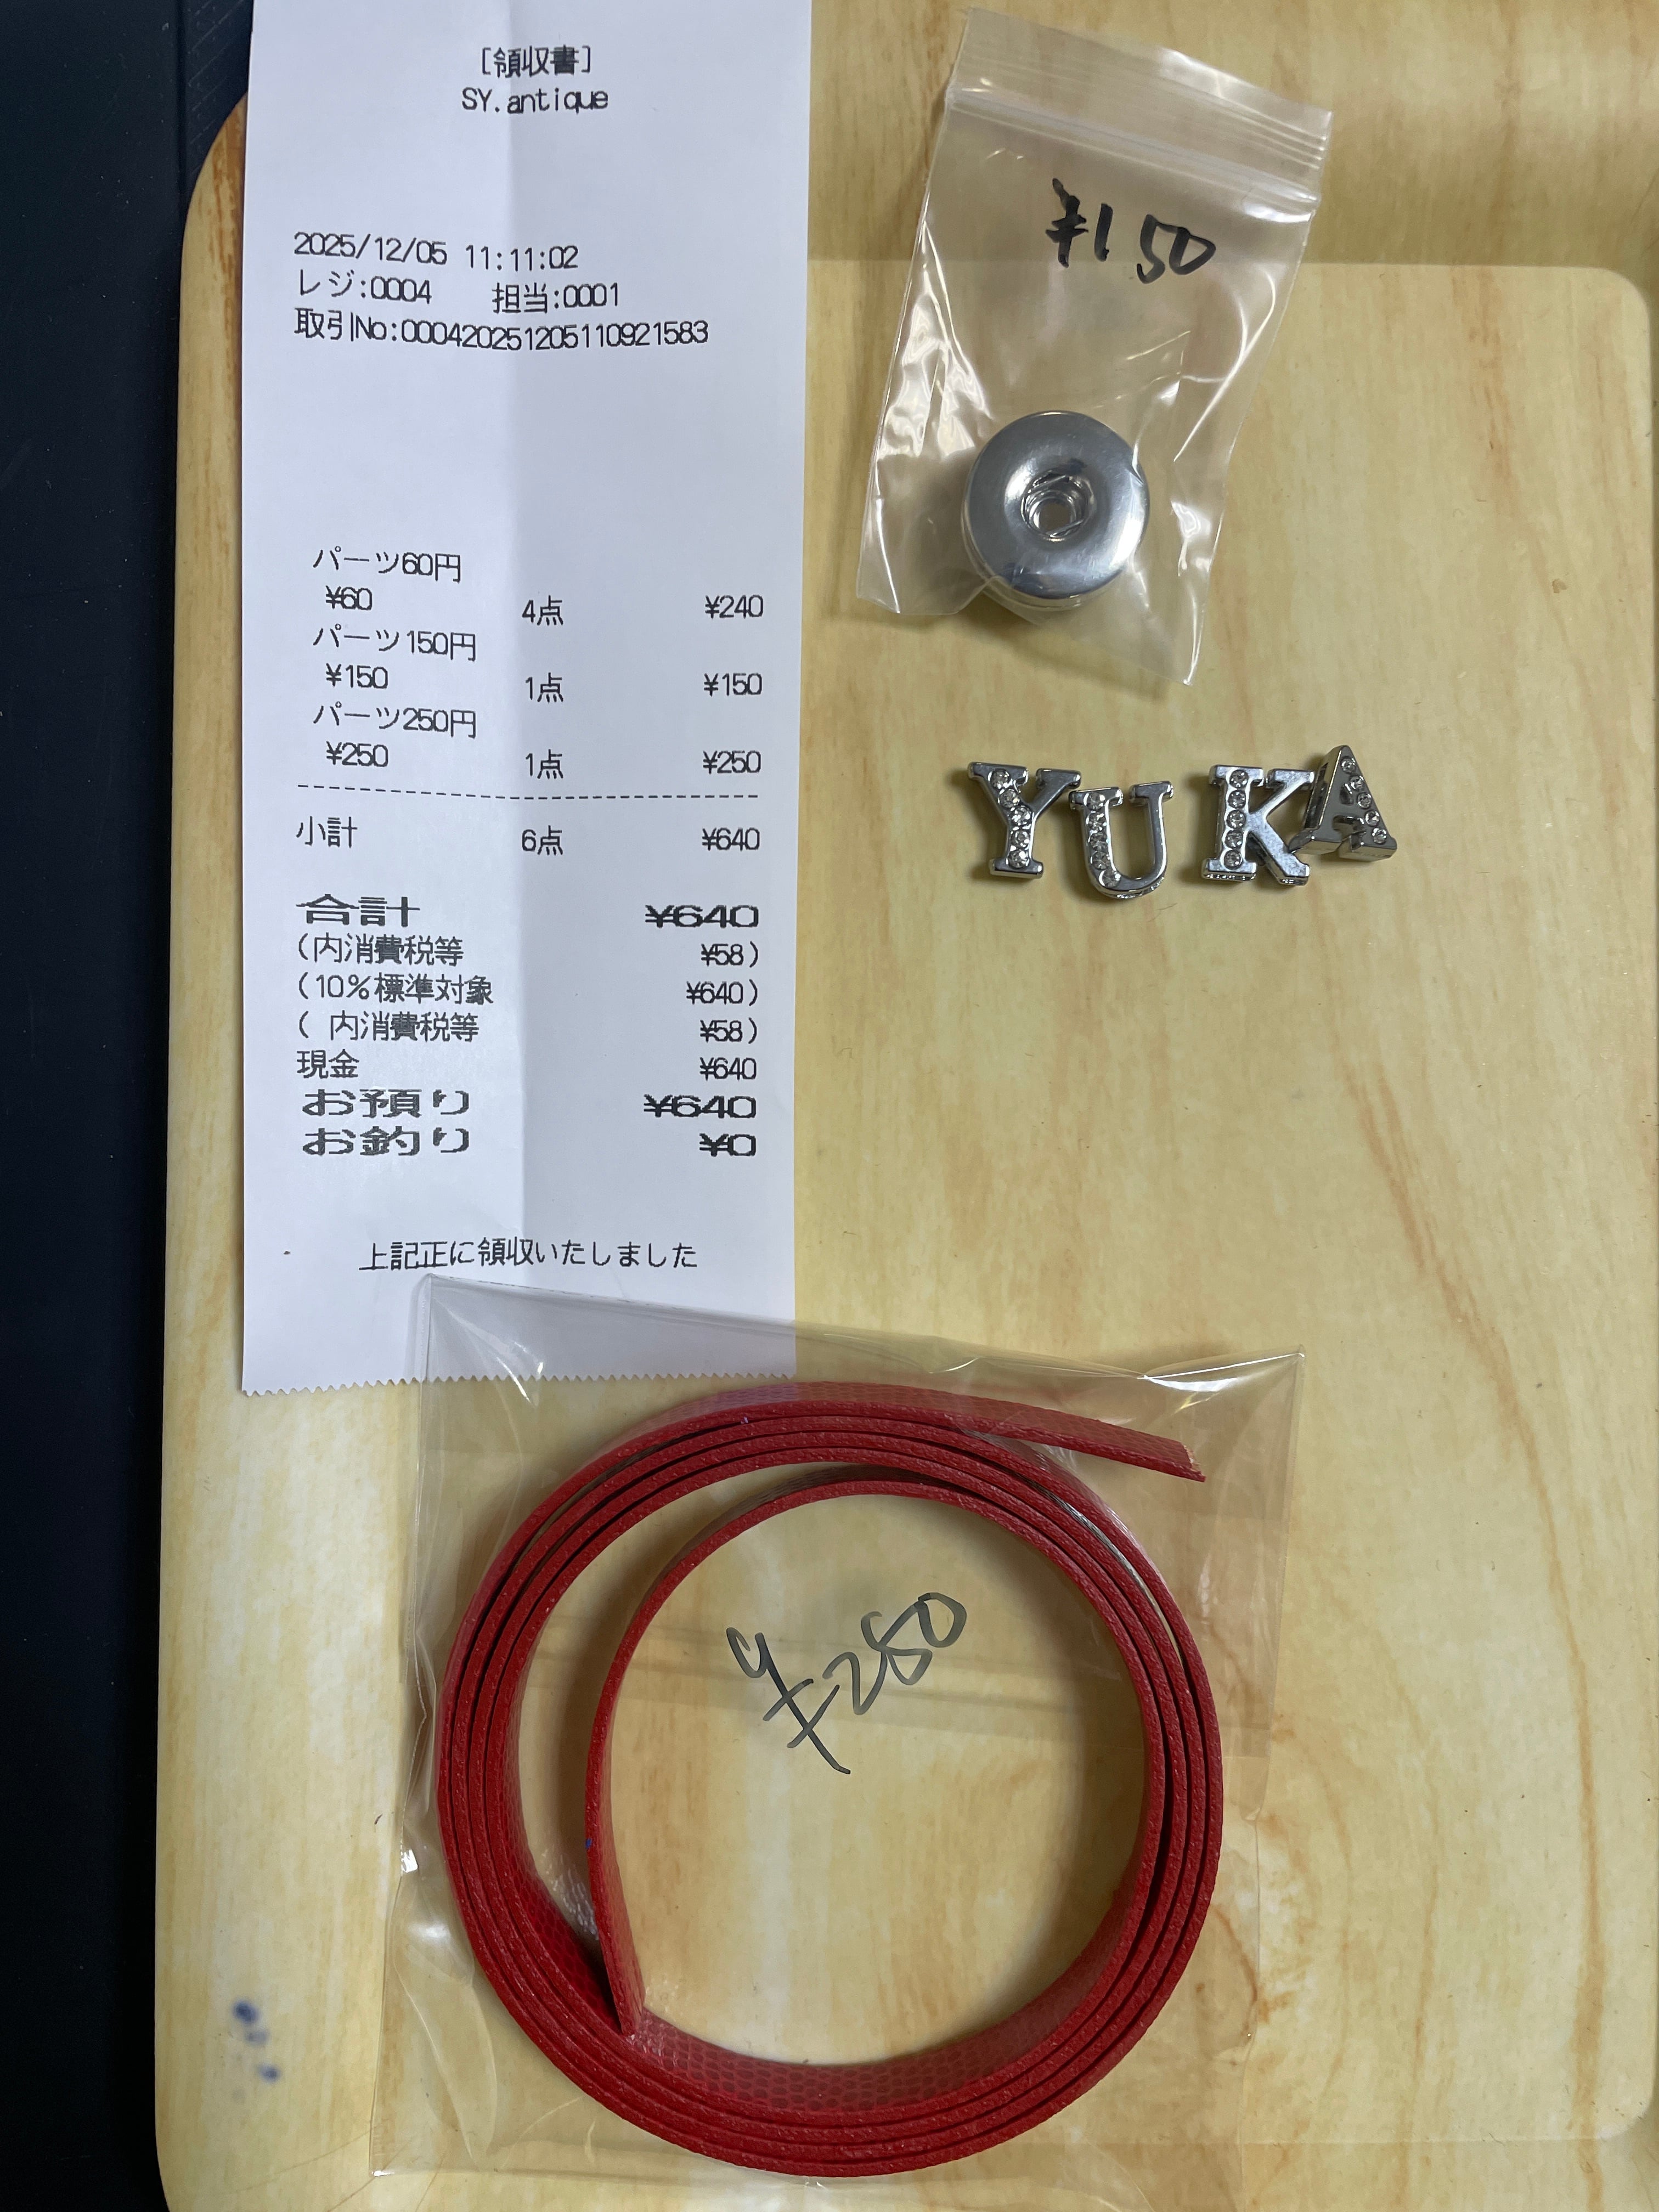 [領収書]
SY.antique
2025/12/05 11:11:02
レジ:0004 担当:0001
取引No:000420251205110921583
パーツ60円
¥60 4点 ¥240
パーツ150円
¥150 1点 ¥150
パーツ250円
¥250 1点 ¥250
小計 6点 ¥640
合計 ¥640
(内消費税等 ¥58)
(10%標準対象 ¥640)
( 内消費税等 ¥58)
現金 ¥640
お預り ¥640
お釣り ¥0
上記正に領収いたしました
¥150
YUKA
¥250